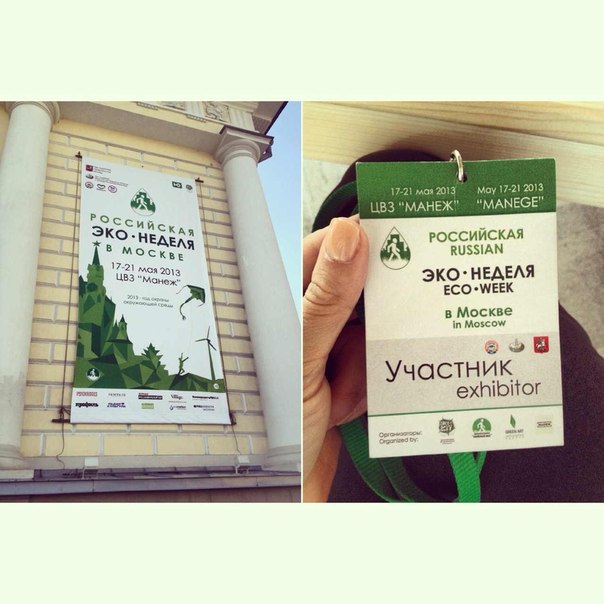 РОССИЙСКАЯ
ЭКО·НЕДЕЛЯ
В МОСКВЕ
17-21 мая 2013
ЦВЗ "Манеж"
2013 - год охраны
окружающей среды
17-21 мая 2013
ЦВЗ "МАНЕЖ"
May 17-21 2013
"MANEGE"
РОССИЙСКАЯ
RUSSIAN
ЭКО·НЕДЕЛЯ
ECO·WEEK
в Москве
in Moscow
Участник
exhibitor
Организаторы:
Organized by: